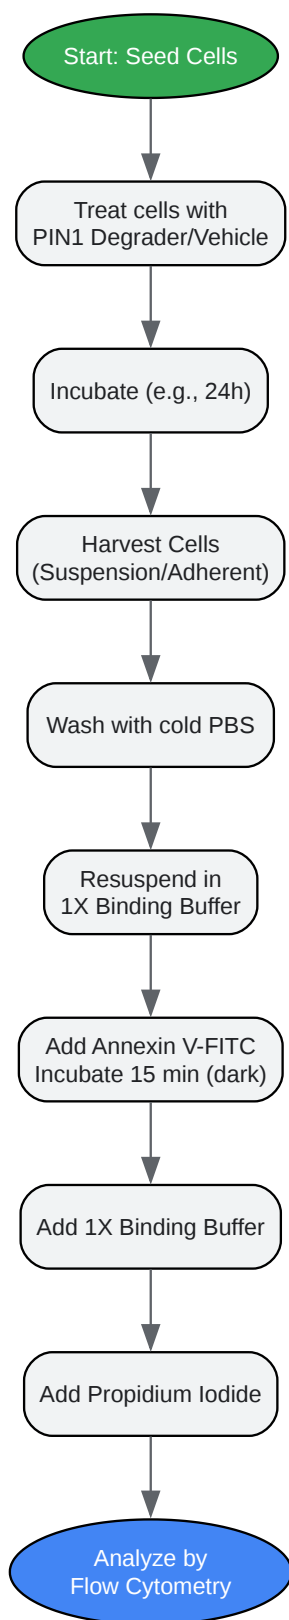 Start: Seed Cells
Treat cells with
PIN1 Degrader/Vehicle
Incubate (e.g., 24h)
Harvest Cells
(Suspension/Adherent)
Wash with cold PBS
Resuspend in
1X Binding Buffer
Add Annexin V-FITC
Incubate 15 min (dark)
Add 1X Binding Buffer
Add Propidium Iodide
Analyze by
Flow Cytometry